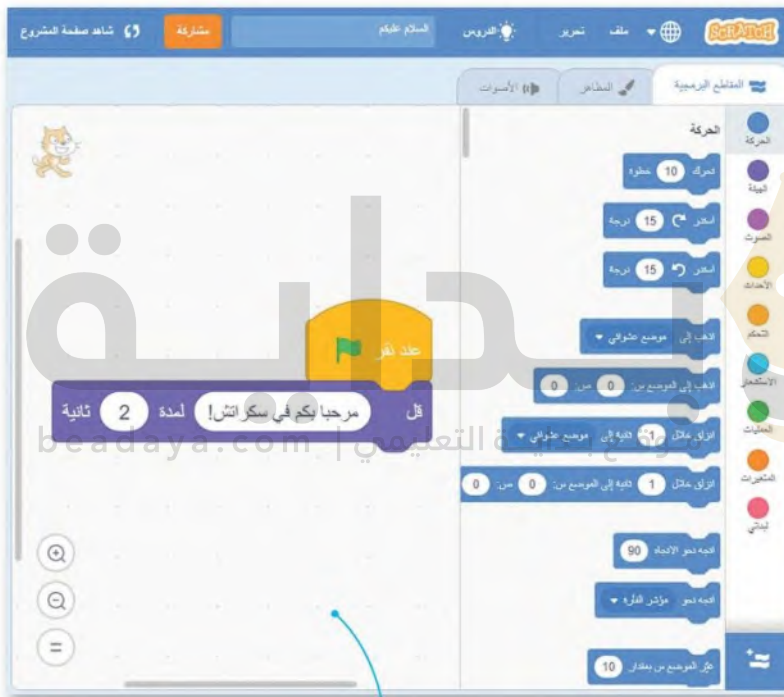 SCRATCH ملف تحرير الدروس السلام عليكم مشاركة شاهد صفحة المشروع
المقاطع البرمجية المظاهر الأصوات
الحركة
الهيئة
الصوت
الأحداث
التحكم
الاستشعار
العمليات
المتغيرات
لبناتي
الحركة
تحرك 10 خطوة
استدر 15 درجة
استدر 15 درجة
اذهب إلى موضع عشوائي
اذهب إلى الموضع س: 0 ص: 0
انزلق خلال 1 ثانية إلى موضع عشوائي
انزلق خلال 1 ثانية إلى الموضع س: 0 ص: 0
اتجه نحو الاتجاه 90
اتجه نحو مؤشر الفأرة
غيّر الموضع س بمقدار 10
عند نقر
قل مرحبا بكم في سكراتش! لمدة 2 ثانية
بداية
beadaya.com | موقع بداية التعليمي